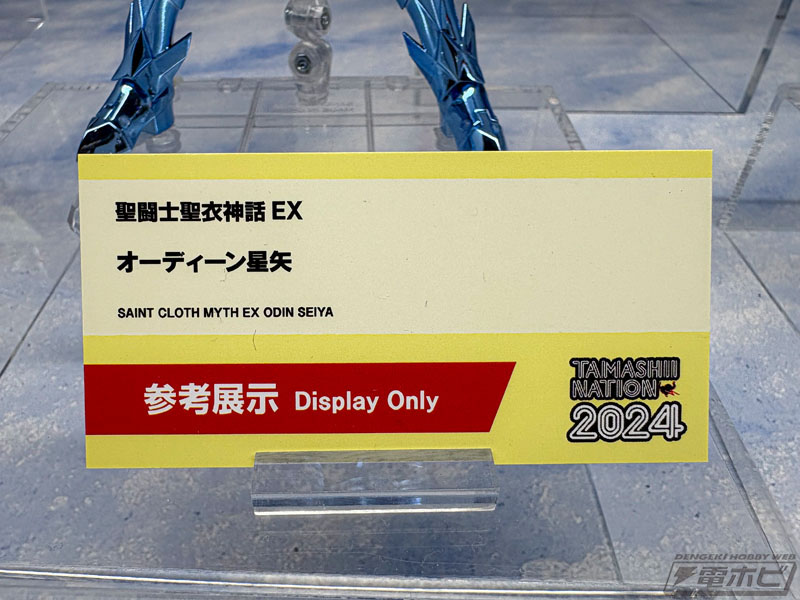 聖闘士聖衣神話 EX
オーディーン星矢
SAINT CLOTH MYTH EX ODIN SEIYA
参考展示 Display Only
TAMASHII
NATION
2024
DENGEKI HOBBY WEB
電ホビ